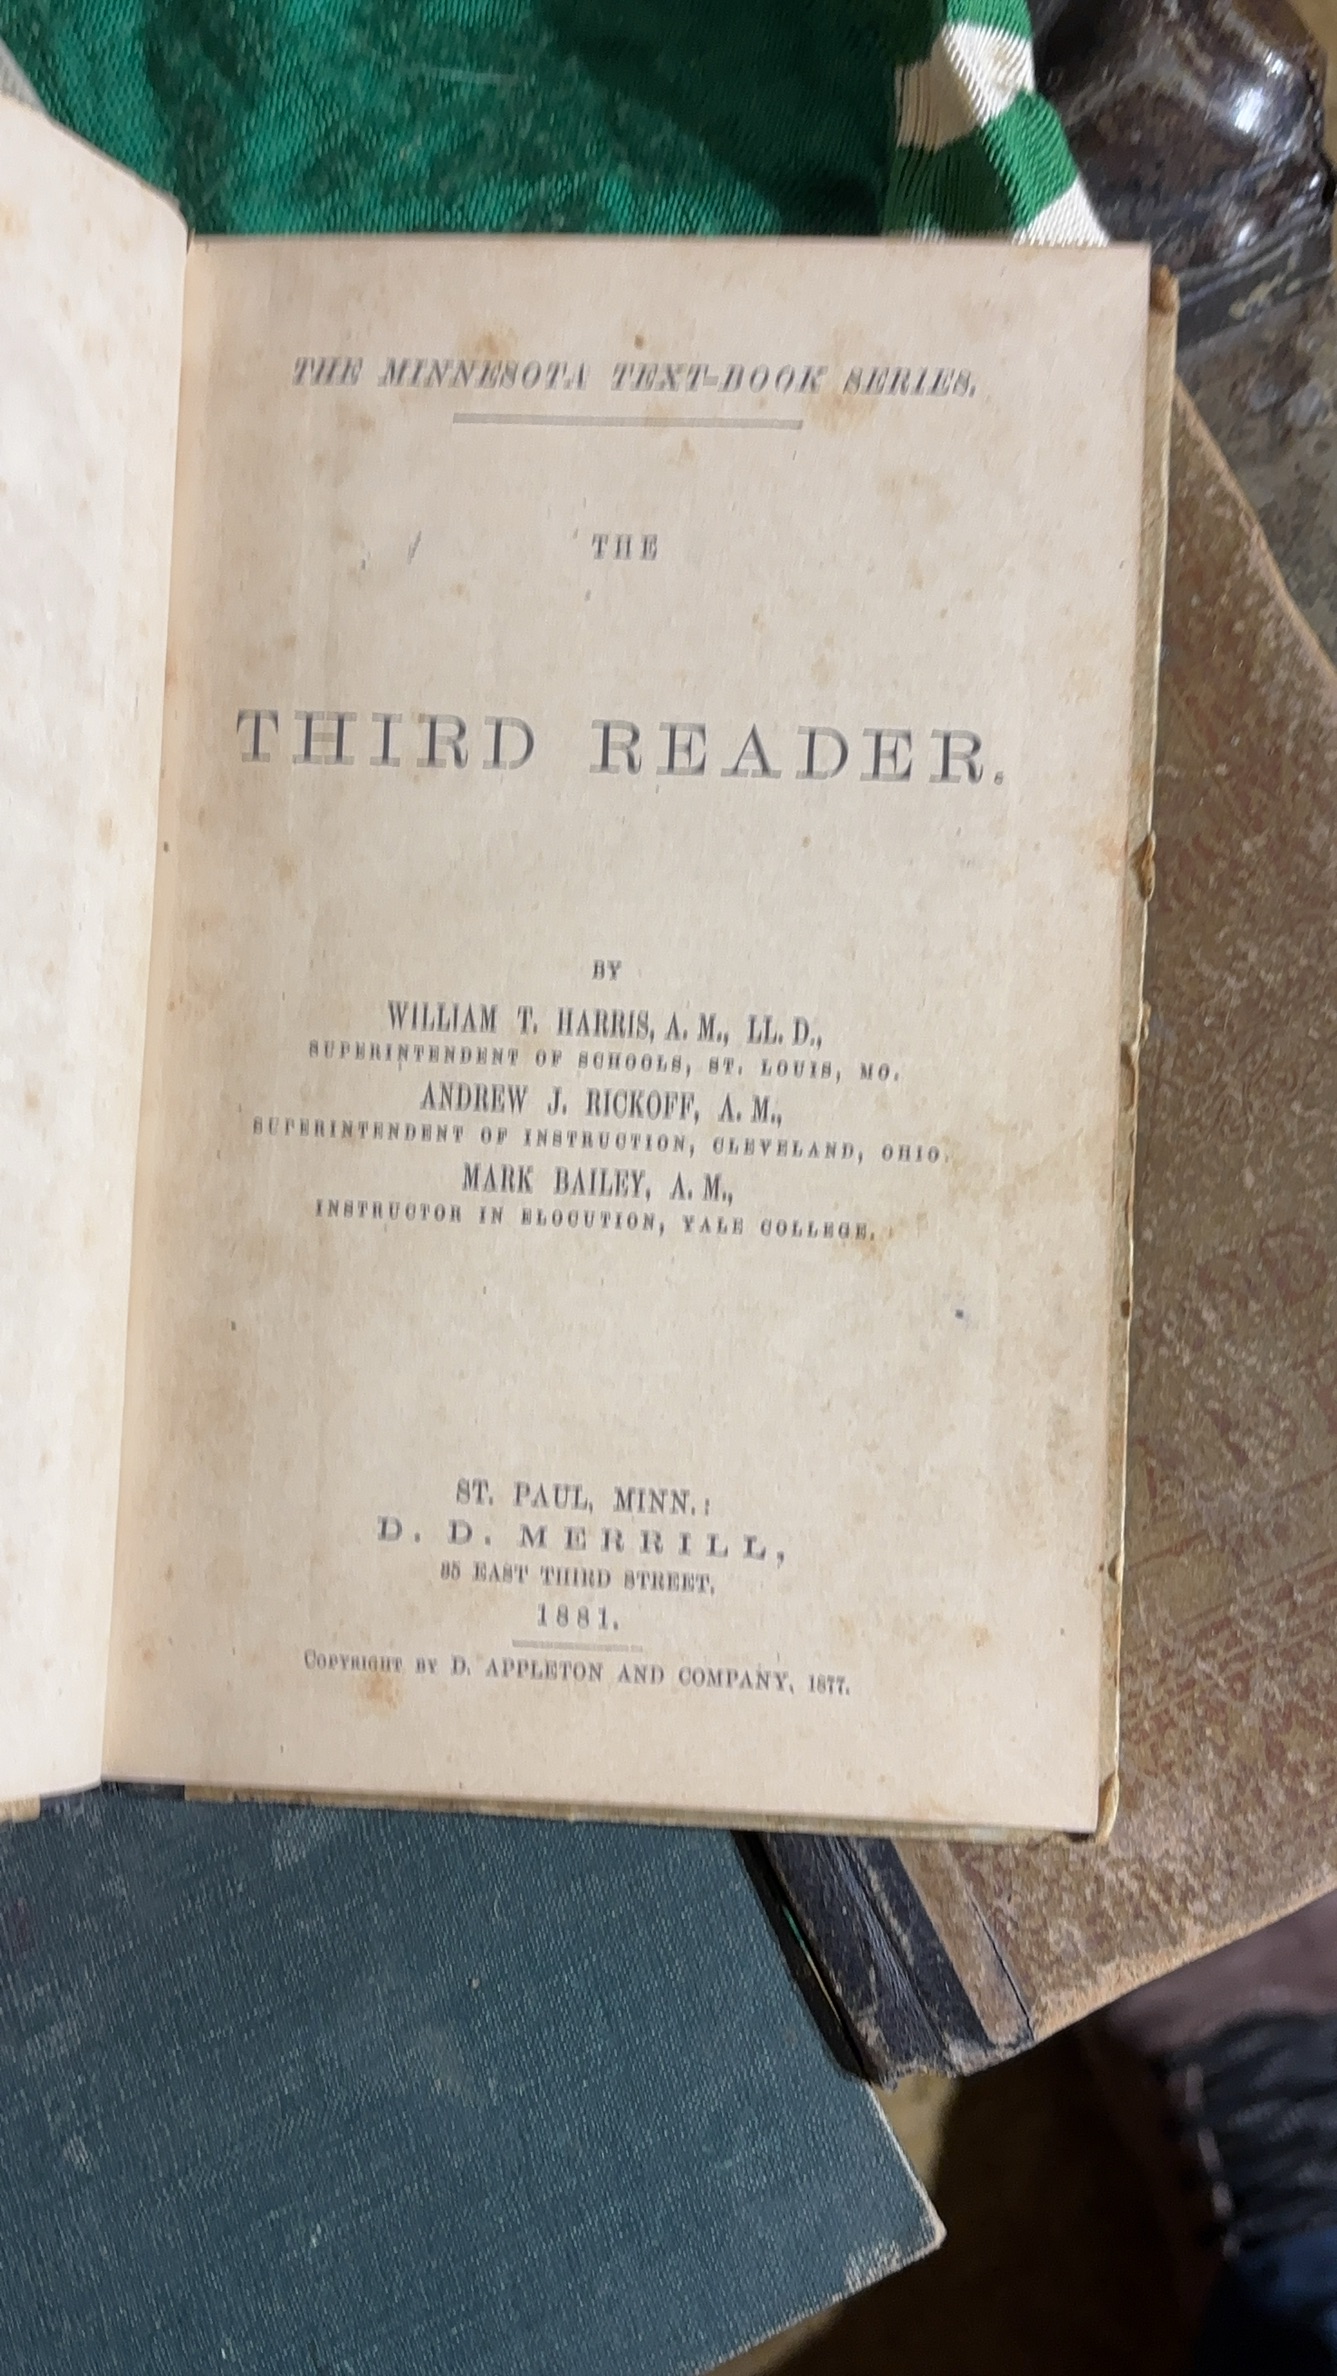 THE MINNESOTA TEXT-BOOK SERIES.
THE
THIRD READER.
BY
WILLIAM T. HARRIS, A. M., LL. D.,
SUPERINTENDENT OF SCHOOLS, ST. LOUIS, MO.
ANDREW J. RICKOFF, A. M.,
SUPERINTENDENT OF INSTRUCTION, CLEVELAND, OHIO.
MARK BAILEY, A. M.,
INSTRUCTOR IN ELOCUTION, YALE COLLEGE.
ST. PAUL, MINN.:
D. D. MERRILL,
EAST THIRD STREET,
1881.
COPYRIGHT BY D. APPLETON AND COMPANY, 1877.